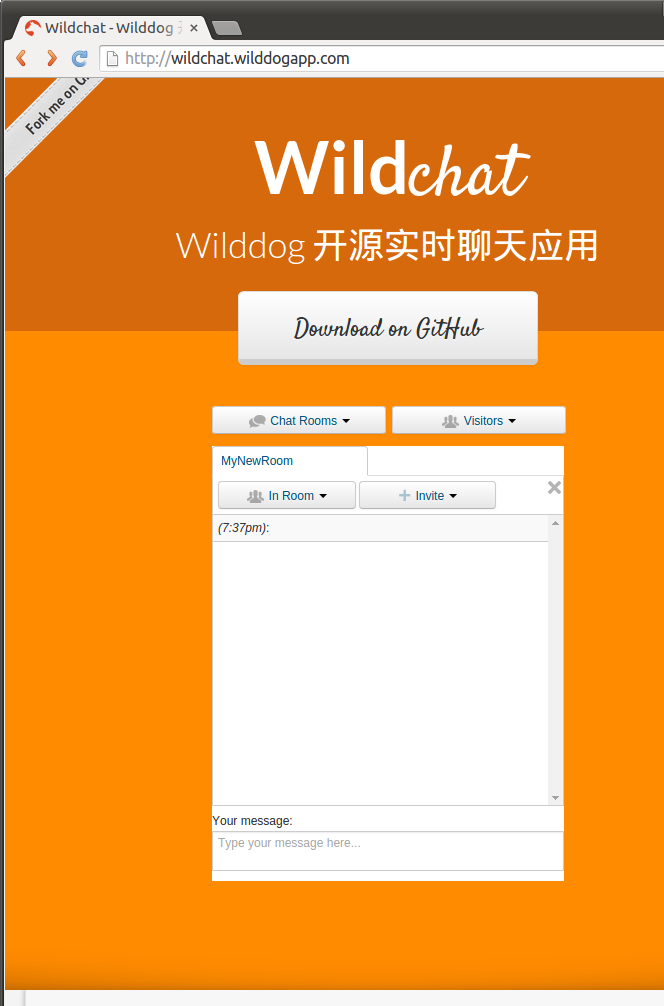 Wildchat - Wilddog
http://wildchat.wilddogapp.com
Fork me on
Wildchat
Wilddog 开源实时聊天应用
Download on GitHub
Chat Rooms
Visitors
MyNewRoom
In Room
Invite
(7:37pm):
Your message:
Type your message here...